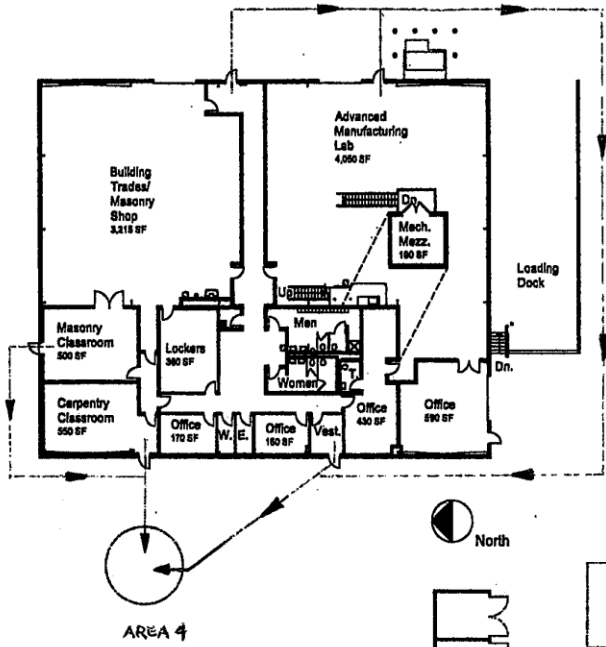 Advanced
Manufacturing
Lab
4,050 SF
Building
Trades/
Masonry
Shop
3,215 SF
Dn.
Mech.
Mezz.
190 SF
Loading
Dock
Up
Men
Masonry
Classroom
500 SF
Lockers
360 SF
Dn.
Women
T.
Carpentry
Classroom
550 SF
Office
170 SF
W.
E.
Office
150 SF
Vest.
Office
430 SF
Office
590 SF
North
AREA 4